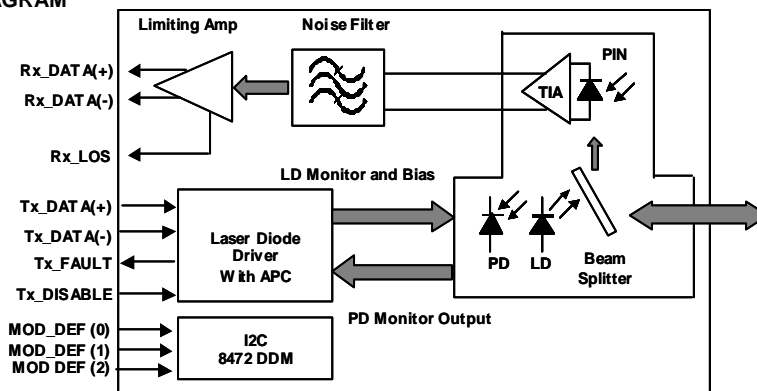 AGRAM
Limiting Amp
Noise Filter
Rx_DATA(+)
Rx_DATA(-)
Rx_LOS
PIN
TIA
LD Monitor and Bias
Tx_DATA(+)
Tx_DATA(-)
Tx_FAULT
Tx_DISABLE
Laser Diode
Driver
With APC
PD
LD
Beam
Splitter
PD Monitor Output
MOD_DEF (0)
MOD_DEF (1)
MOD DEF (2)
I2C
8472 DDM